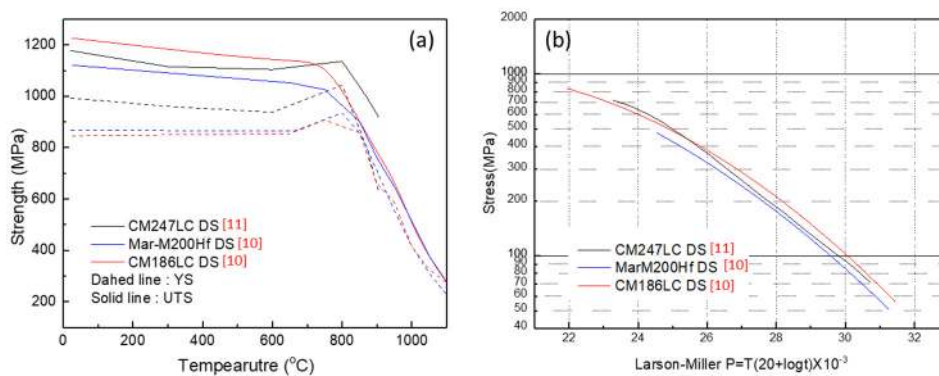 (a)
1200
1000
800
600
400
200
Strength (MPa)
CM247LC DS [11]
Mar-M200Hf DS [10]
CM186LC DS [10]
Dahed line : YS
Solid line : UTS
0
200
400
600
800
1000
Tempearutre (°C)
(b)
2000
1000
900
800
700
600
500
400
300
200
100
90
80
70
60
50
40
Stress(MPa)
CM247LC DS [11]
MarM200Hf DS [10]
CM186LC DS [10]
22
24
26
28
30
32
Larson-Miller P=T(20+logt)X10⁻³